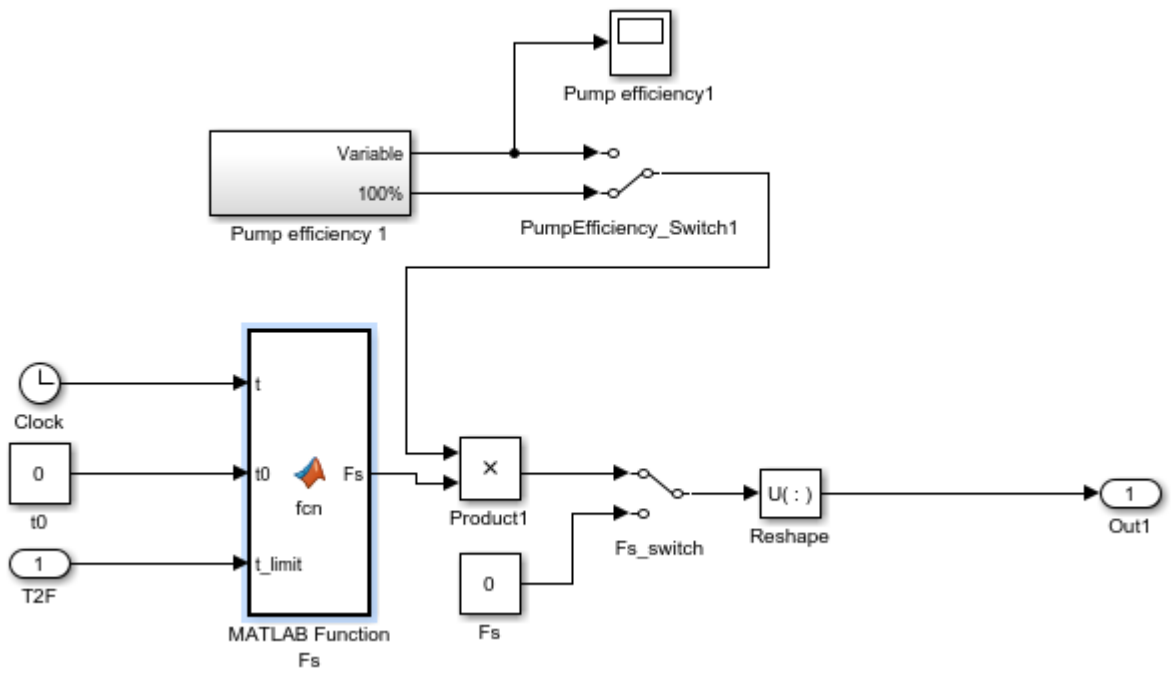 Pump efficiency1
Variable
100%
Pump efficiency 1
PumpEfficiency_Switch1
t
Clock
0
t0
t0
Fs
fcn
×
Product1
1
T2F
t_limit
MATLAB Function
Fs
0
Fs
Fs_switch
U( : )
Reshape
1
Out1